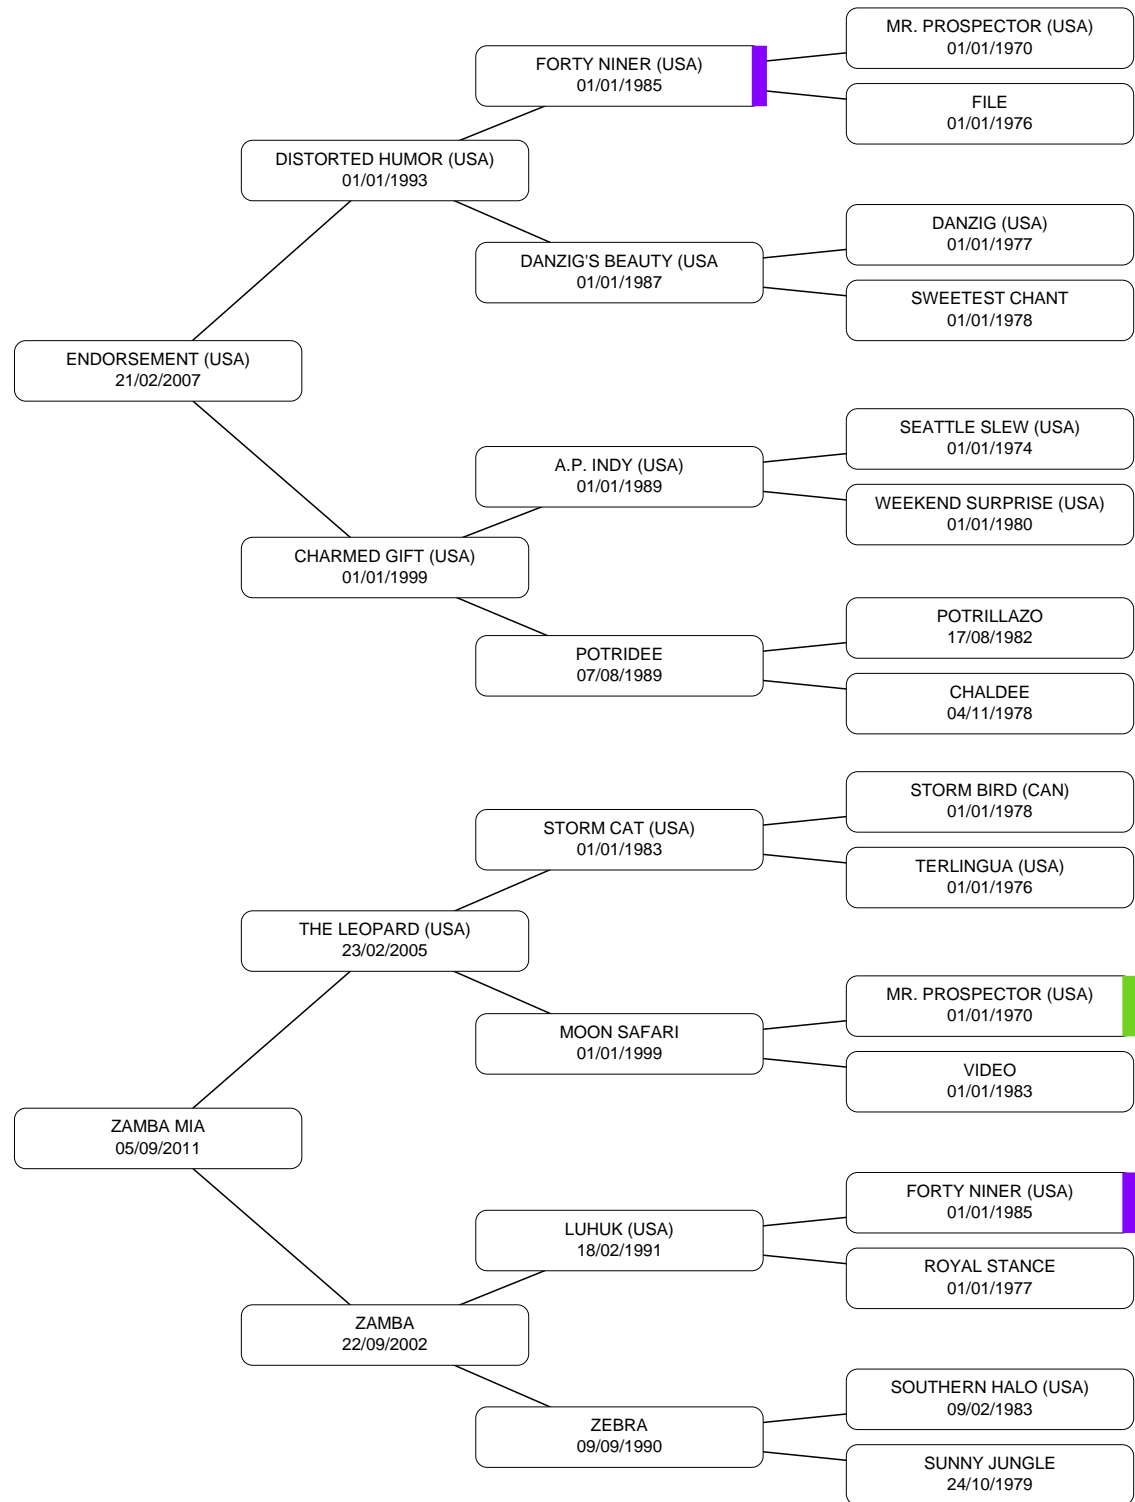 MR. PROSPECTOR (USA)
01/01/1970
FORTY NINER (USA)
01/01/1985
FILE
01/01/1976
DISTORTED HUMOR (USA)
01/01/1993
DANZIG (USA)
01/01/1977
DANZIG'S BEAUTY (USA
01/01/1987
SWEETEST CHANT
01/01/1978
ENDORSEMENT (USA)
21/02/2007
SEATTLE SLEW (USA)
01/01/1974
A.P. INDY (USA)
01/01/1989
WEEKEND SURPRISE (USA)
01/01/1980
CHARMED GIFT (USA)
01/01/1999
POTRILLAZO
17/08/1982
POTRIDEE
07/08/1989
CHALDEE
04/11/1978
STORM BIRD (CAN)
01/01/1978
STORM CAT (USA)
01/01/1983
TERLINGUA (USA)
01/01/1976
THE LEOPARD (USA)
23/02/2005
MR. PROSPECTOR (USA)
01/01/1970
MOON SAFARI
01/01/1999
VIDEO
01/01/1983
ZAMBA MIA
05/09/2011
FORTY NINER (USA)
01/01/1985
LUHUK (USA)
18/02/1991
ROYAL STANCE
01/01/1977
ZAMBA
22/09/2002
SOUTHERN HALO (USA)
09/02/1983
ZEBRA
09/09/1990
SUNNY JUNGLE
24/10/1979